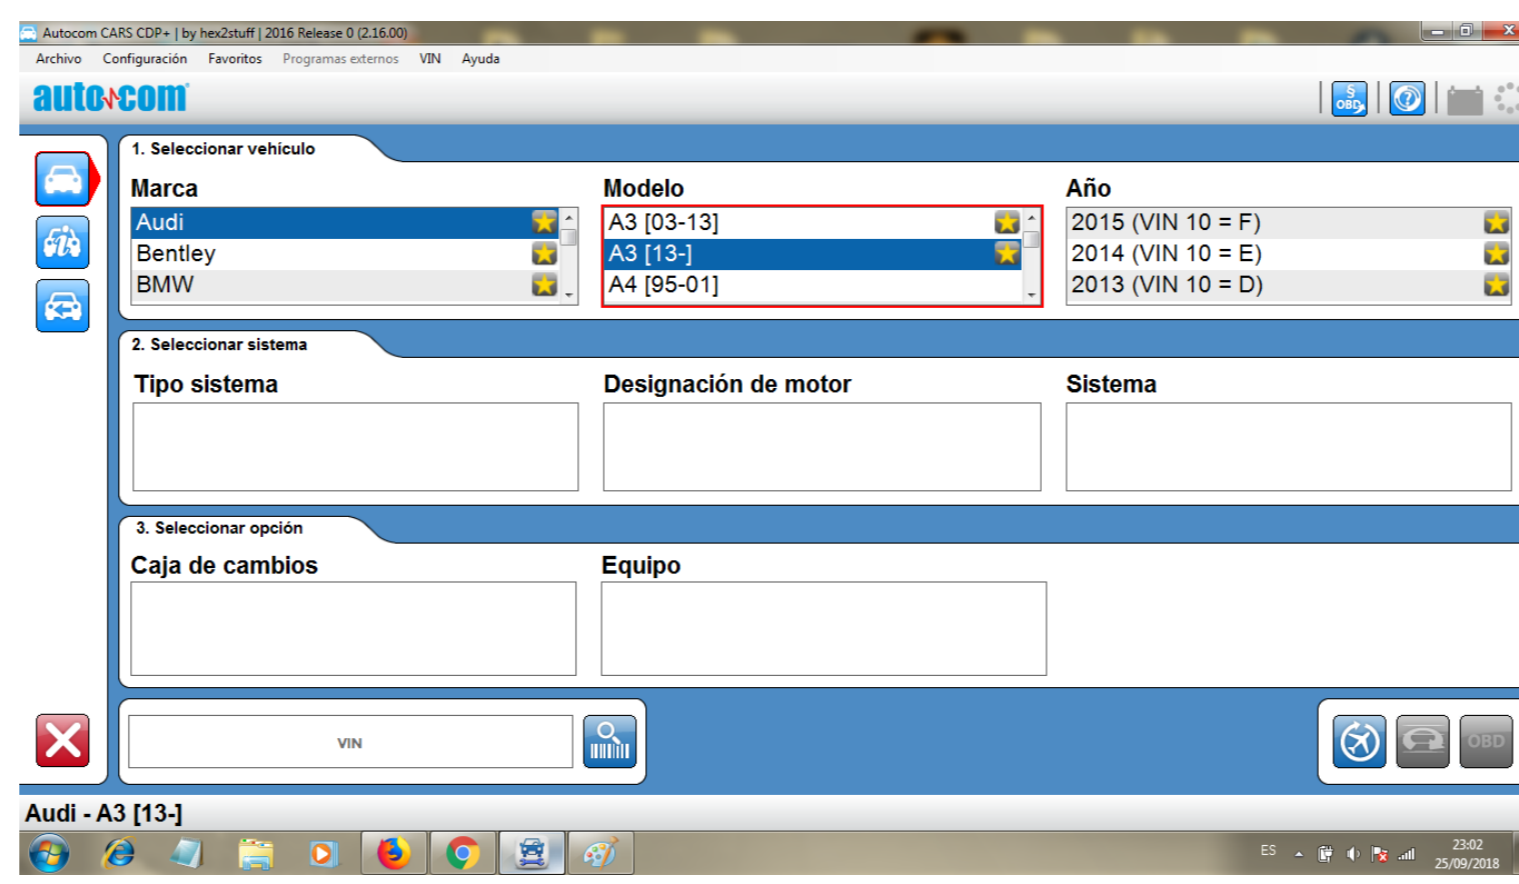 Autocom CARS CDP+ | by hex2stuff | 2016 Release 0 (2.16.00)
Archivo Configuración Favoritos Programas externos VIN Ayuda
autocom
§ OBD
1. Seleccionar vehículo
Marca Modelo Año
Audi A3 [03-13] 2015 (VIN 10 = F)
Bentley A3 [13-] 2014 (VIN 10 = E)
BMW A4 [95-01] 2013 (VIN 10 = D)
2. Seleccionar sistema
Tipo sistema Designación de motor Sistema
3. Seleccionar opción
Caja de cambios Equipo
VIN OBD
Audi - A3 [13-]
ES 23:02
25/09/2018